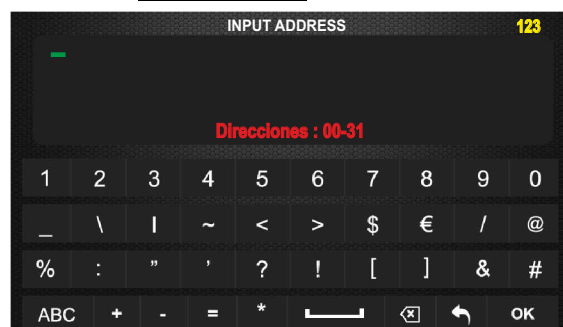 INPUT ADDRESS 123
Direcciones : 00-31
1 2 3 4 5 6 7 8 9 0
_ \ | ~ < > $ € / @
% : ” ’ ? ! [ ] & #
ABC + - = * OK